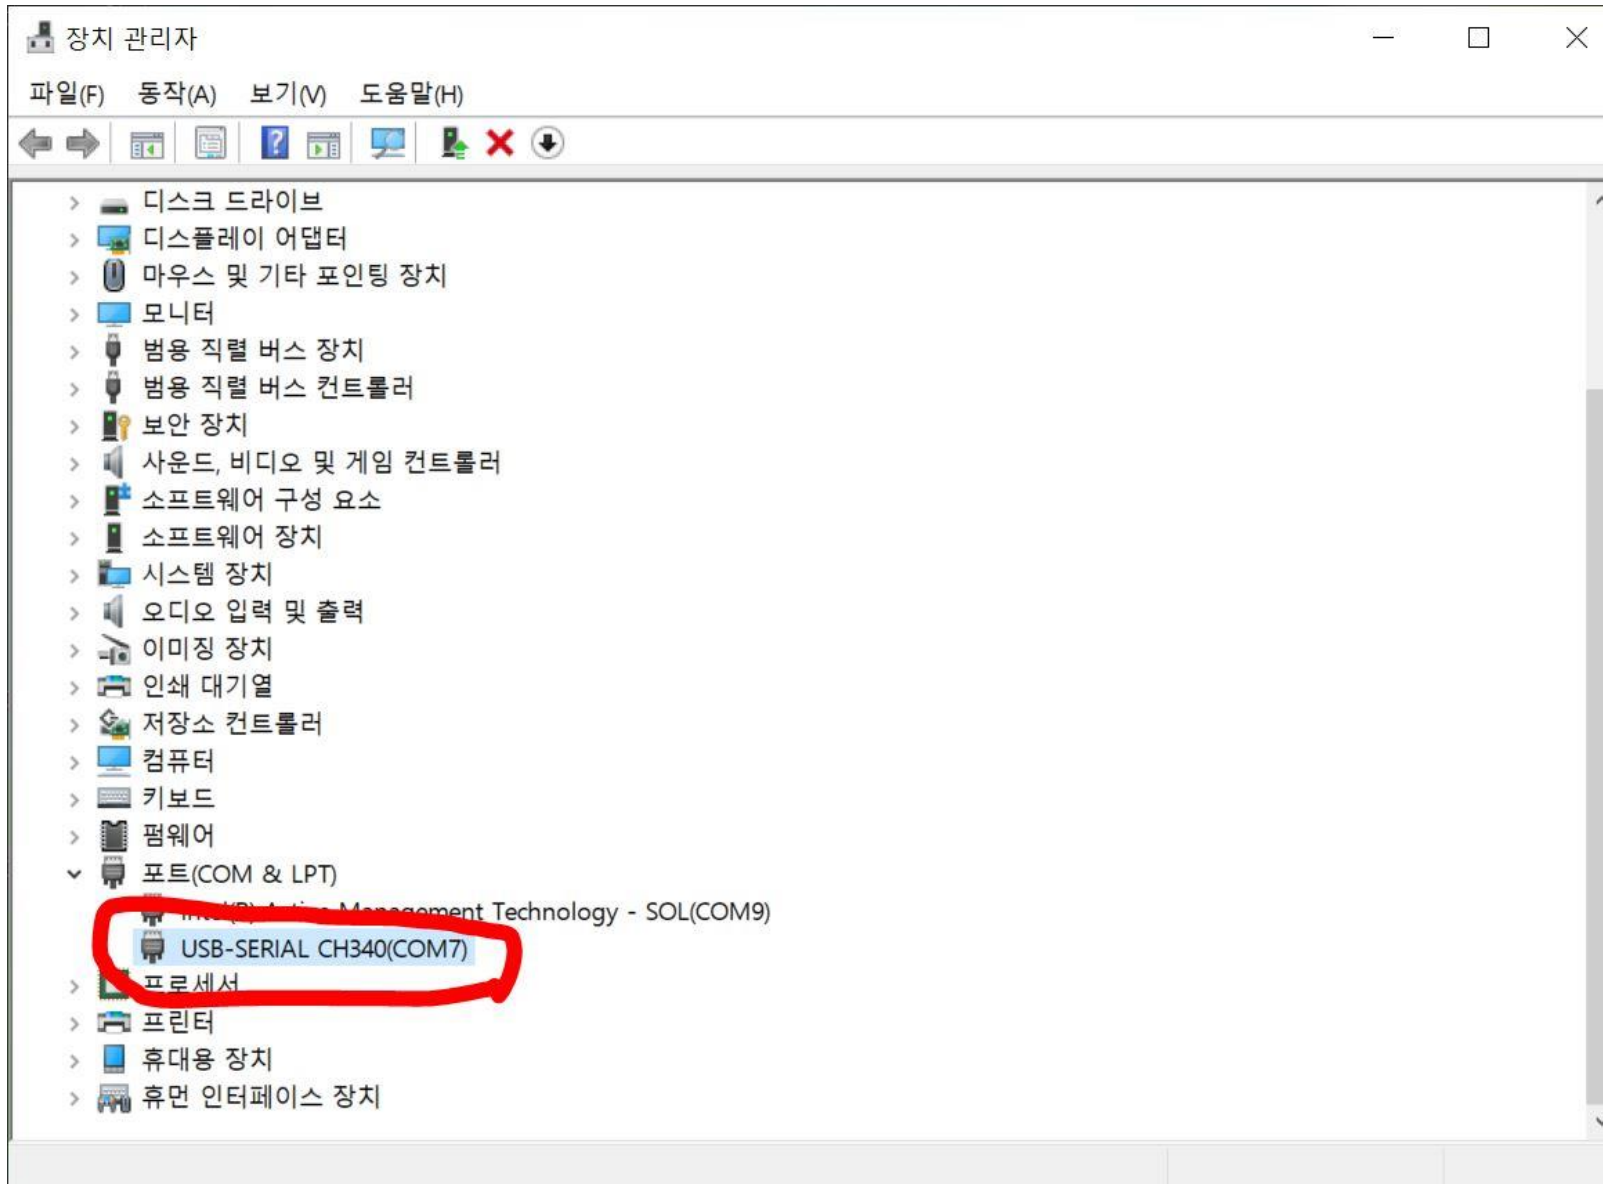 장치 관리자
파일(F) 동작(A) 보기(V) 도움말(H)
디스크 드라이브
디스플레이 어댑터
마우스 및 기타 포인팅 장치
모니터
범용 직렬 버스 장치
범용 직렬 버스 컨트롤러
보안 장치
사운드, 비디오 및 게임 컨트롤러
소프트웨어 구성 요소
소프트웨어 장치
시스템 장치
오디오 입력 및 출력
이미징 장치
인쇄 대기열
저장소 컨트롤러
컴퓨터
키보드
펌웨어
포트(COM & LPT)
Intel(R) Active Management Technology - SOL(COM9)
USB-SERIAL CH340(COM7)
프로세서
프린터
휴대용 장치
휴먼 인터페이스 장치